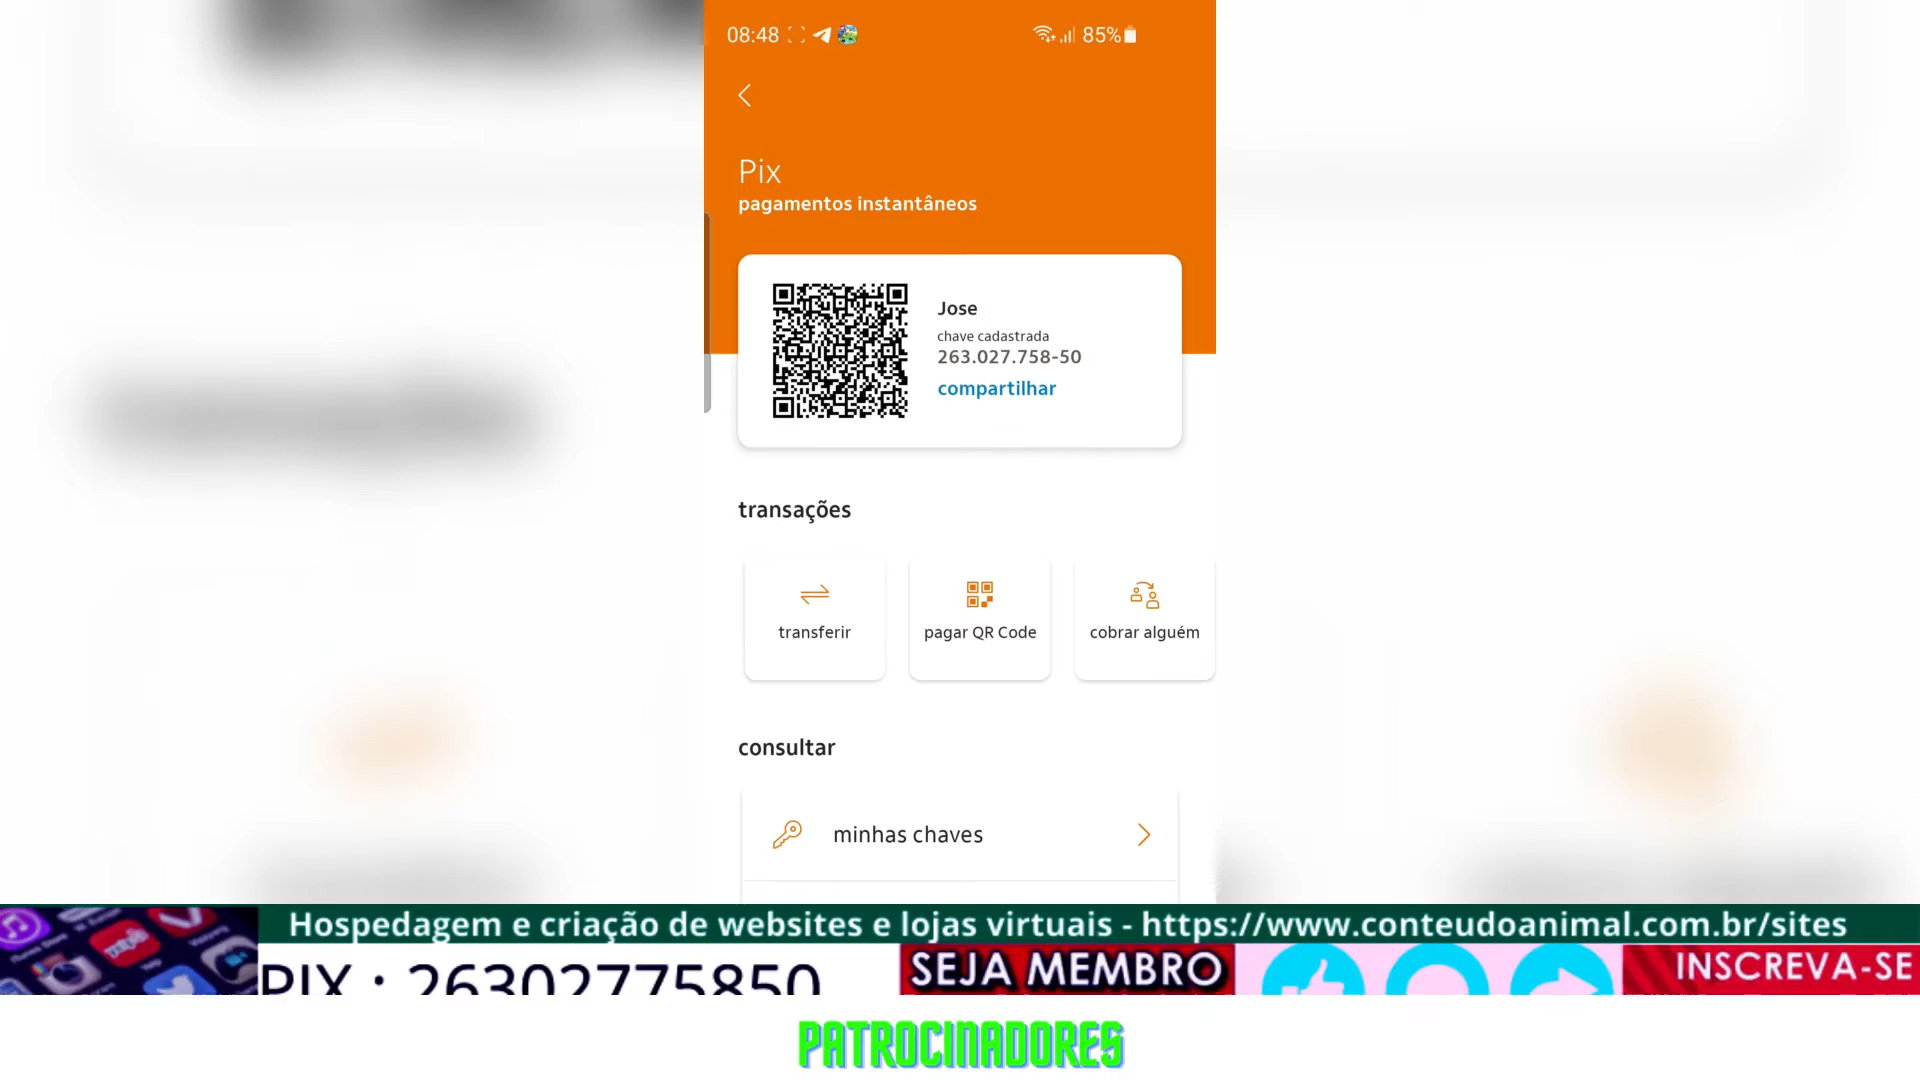 08:48
85%
Pix
pagamentos instantâneos
Jose
chave cadastrada
263.027.758-50
compartilhar
transações
transferir
pagar QR Code
cobrar alguém
consultar
minhas chaves
Hospedagem e criação de websites e lojas virtuais - https://www.conteudoanimal.com.br/sites
PIX : 26302775850
SEJA MEMBRO
INSCREVA-SE
PATROCINADORES